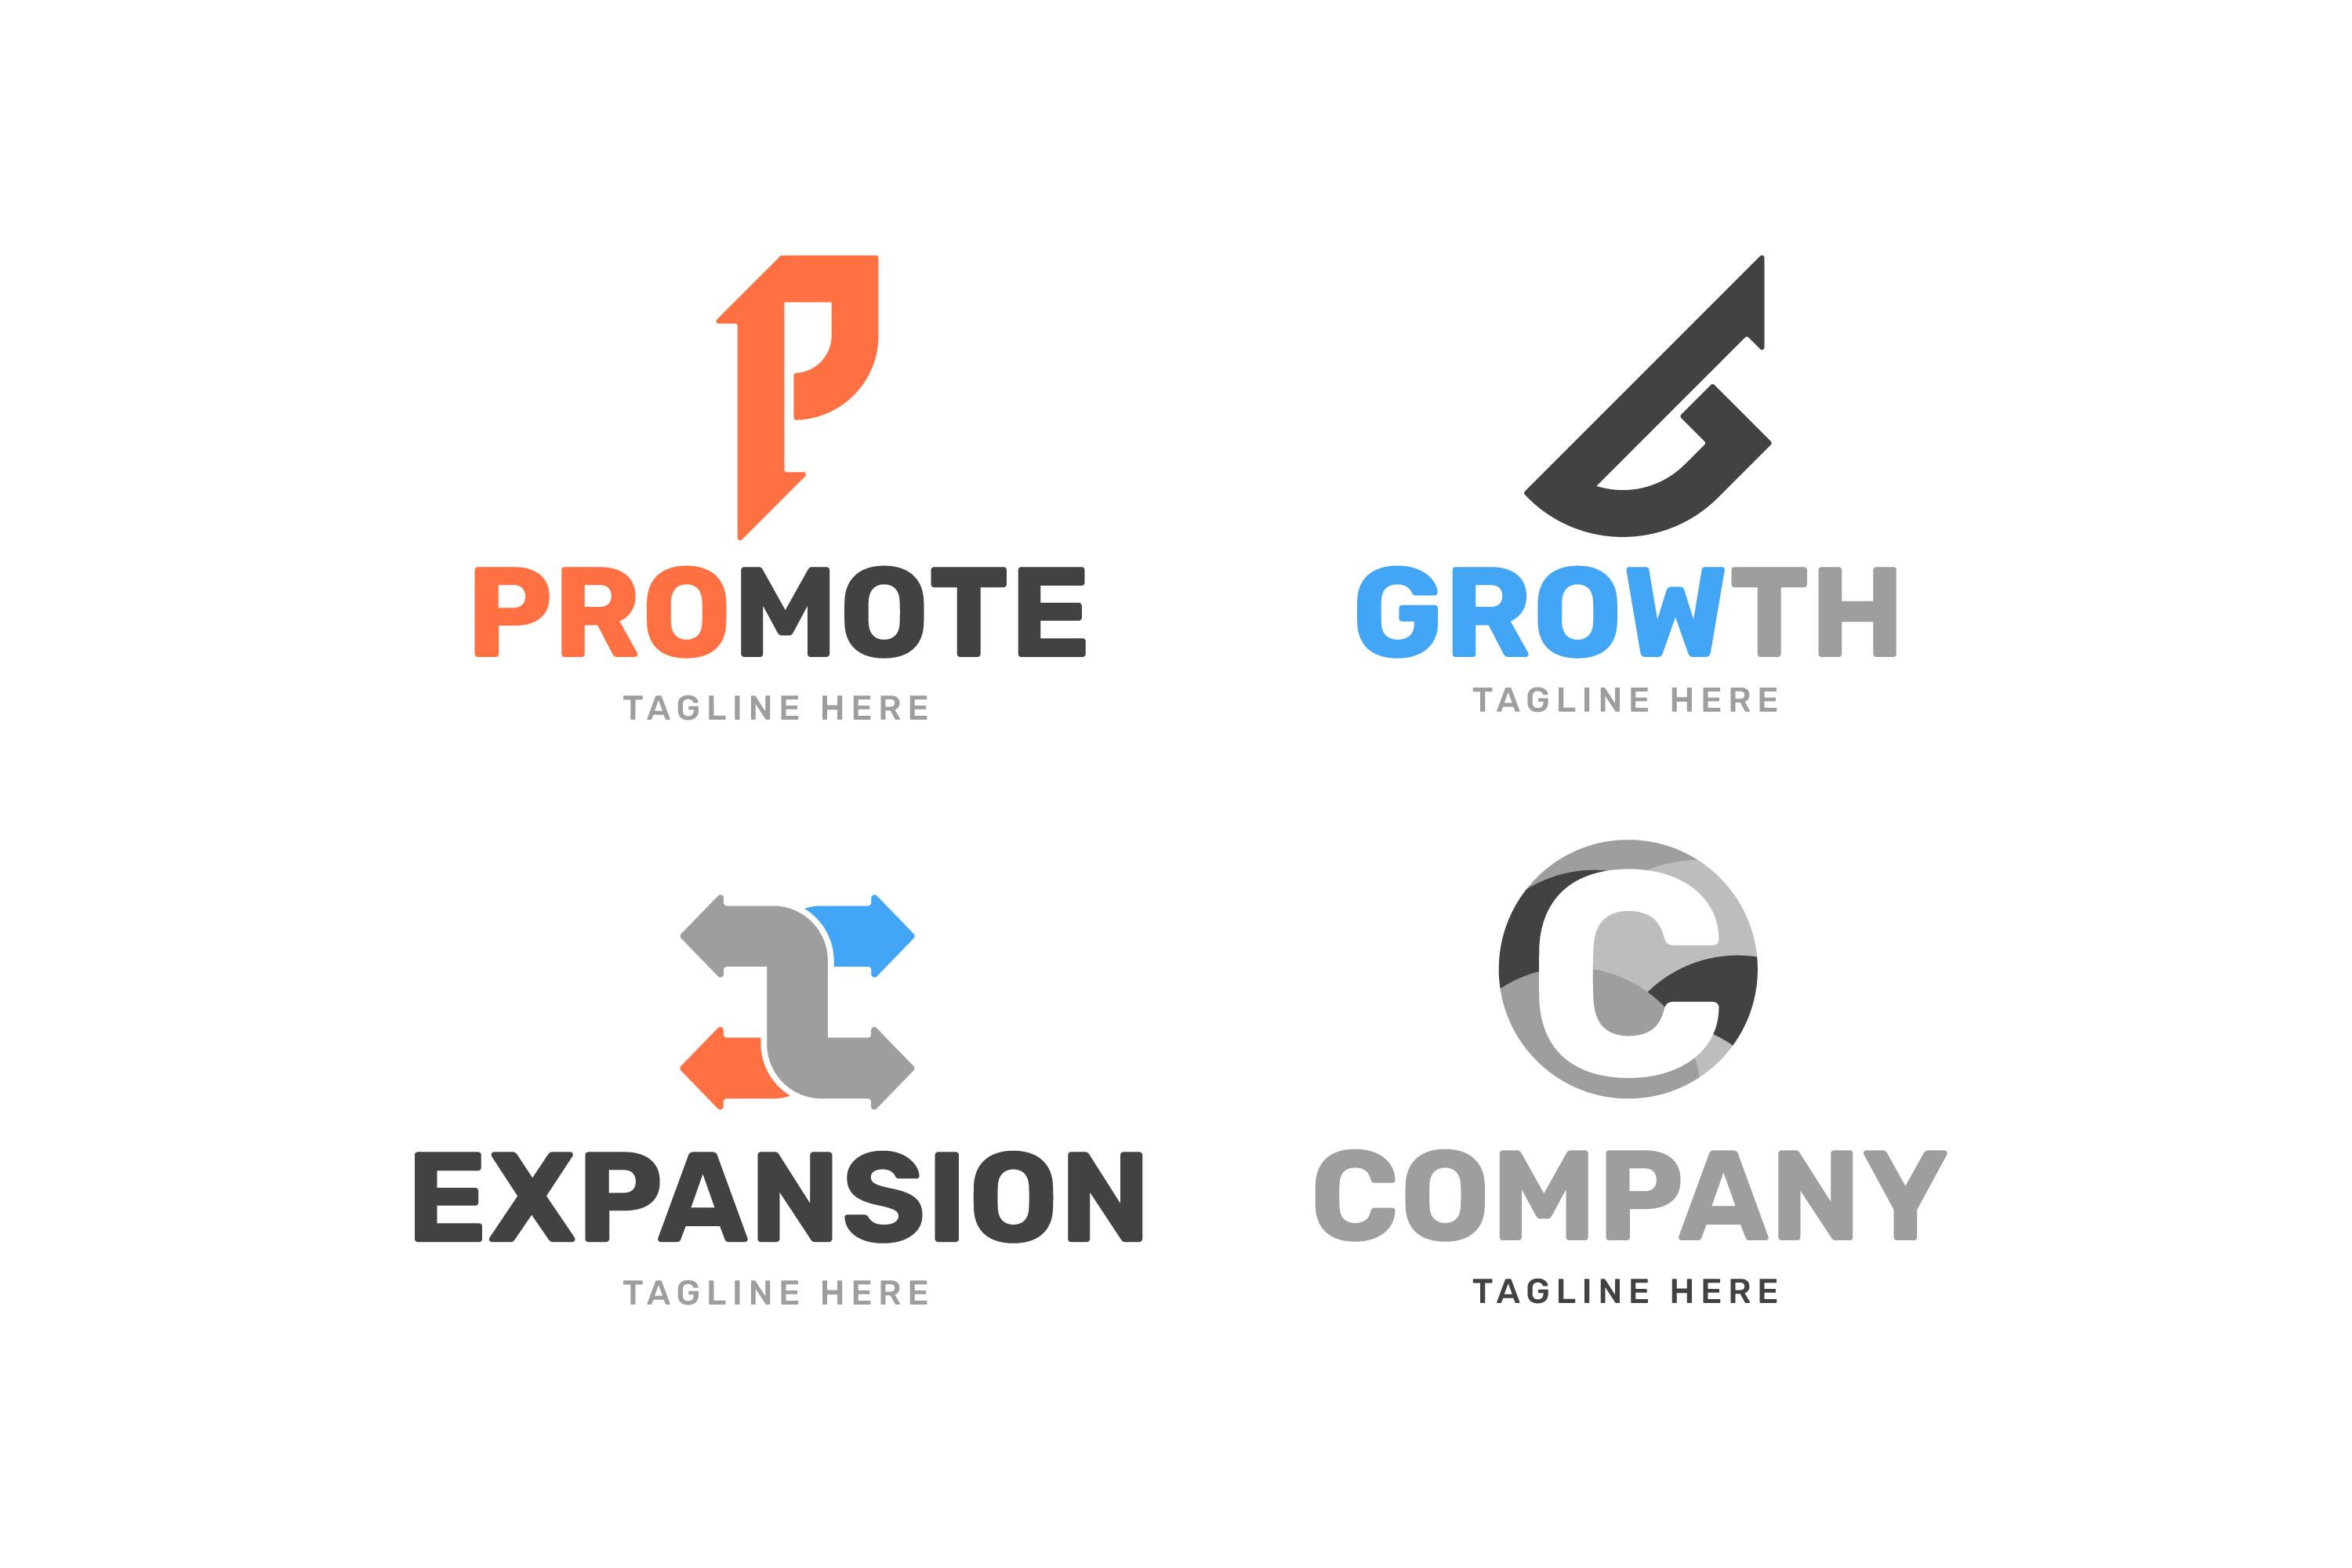 PROMOTE
TAGLINE HERE
GROWTH
TAGLINE HERE
EXPANSION
TAGLINE HERE
C
COMPANY
TAGLINE HERE